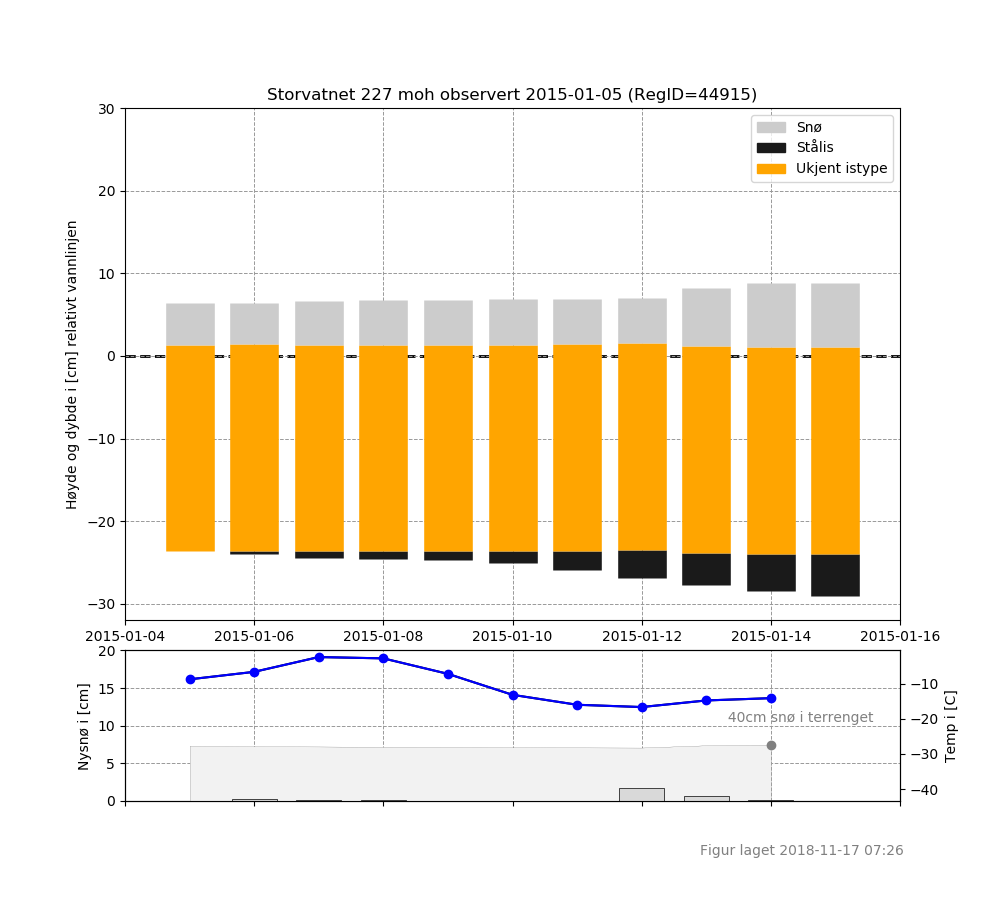 Storvatnet 227 moh observert 2015-01-05 (RegID=44915)
Snø
Stålis
Ukjent istype
Høyde og dybde i [cm] relativt vannlinjen
30
20
10
0
−10
−20
−30
2015-01-04 2015-01-06 2015-01-08 2015-01-10 2015-01-12 2015-01-14 2015-01-16
Nysnø i [cm]
20
15
10
5
0
40cm snø i terrenget
−10
−20
−30
−40
Temp i [C]
Figur laget 2018-11-17 07:26